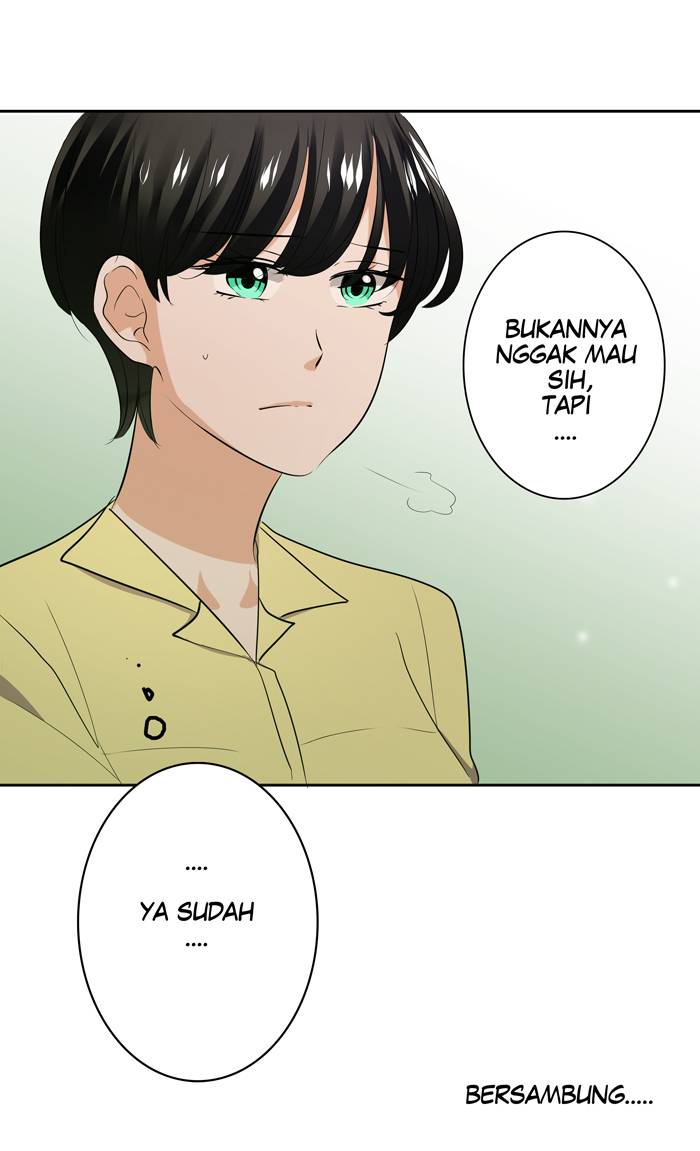 BUKANNYA
NGGAK MAU
SIH,
TAPI
....
....
YA SUDAH
....
BERSAMBUNG.....